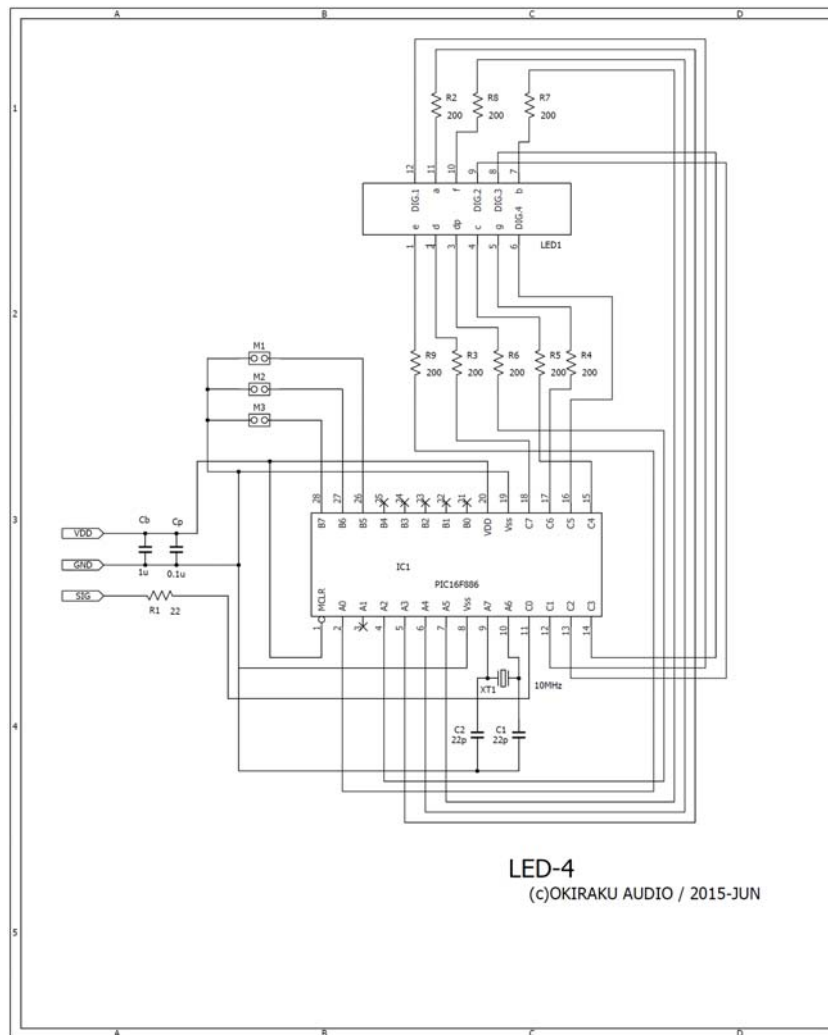 A B C D
1
R2
200
R8
200
R7
200
12 11 10 9 8 7
DIG.1 a f DIG.2 DIG.3 b
e d dp c g DIG.4
LED1
1 2 3 4 5 6
2
R9
200
R3
200
R6
200
R5
200
R4
200
M1
M2
M3
3
28 27 26 25 24 23 22 21 20 19 18 17 16 15
B7 B6 B5 B4 B3 B2 B1 B0 VDD Vss C7 C6 C5 C4
IC1
PIC16F886
MCLR A0 A1 A2 A3 A4 A5 Vss A7 A6 C0 C1 C2 C3
1 2 3 4 5 6 7 8 9 10 11 12 13 14
Cb
1u
Cp
0.1u
VDD
GND
SIG
R1 22
XT1
10MHz
4
C2
22p
C1
22p
LED-4
(c)OKIRAKU AUDIO / 2015-JUN
5
A B C D